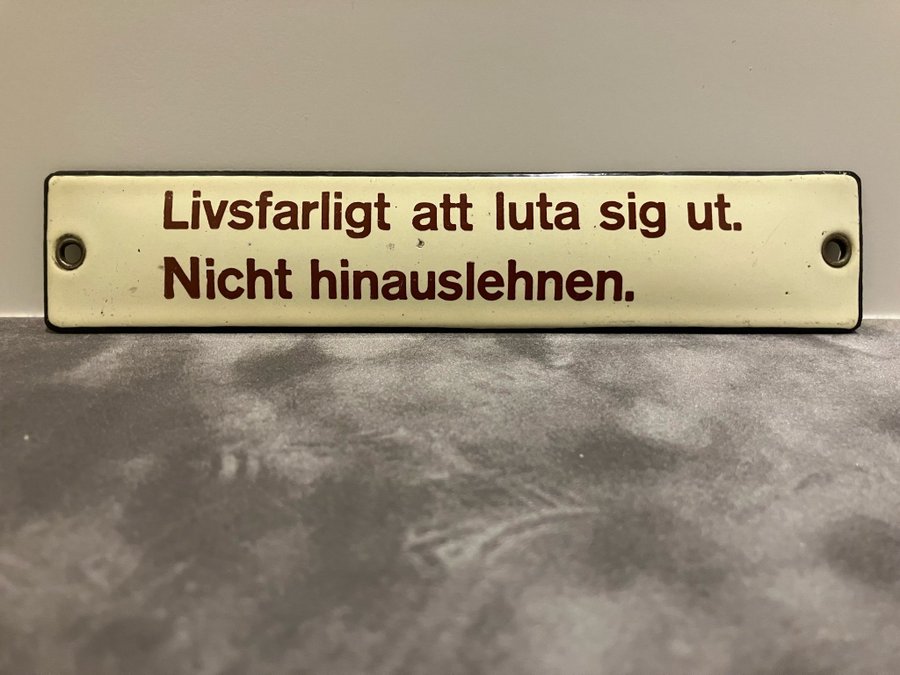 Livsfarligt att luta sig ut.
Nicht hinauslehnen.